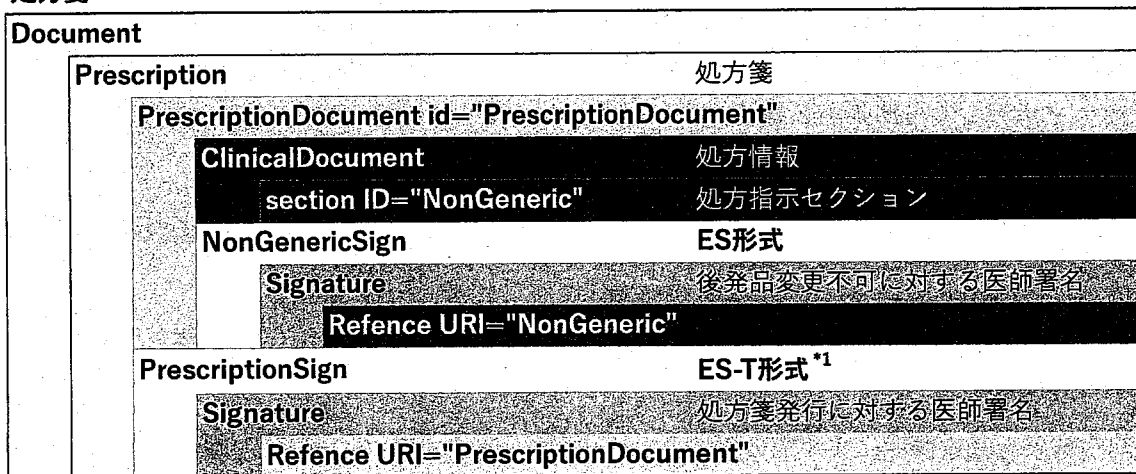 Document
Prescription 処方箋
PrescriptionDocument id="PrescriptionDocument"
ClinicalDocument 処方情報
section ID="NonGeneric" 処方指示セクション
NonGenericSign ES形式
Signature 後発品変更不可に対する医師署名
Refence URI="NonGeneric"
PrescriptionSign ES-T形式*1
Signature 処方箋発行に対する医師署名
Refence URI="PrescriptionDocument"